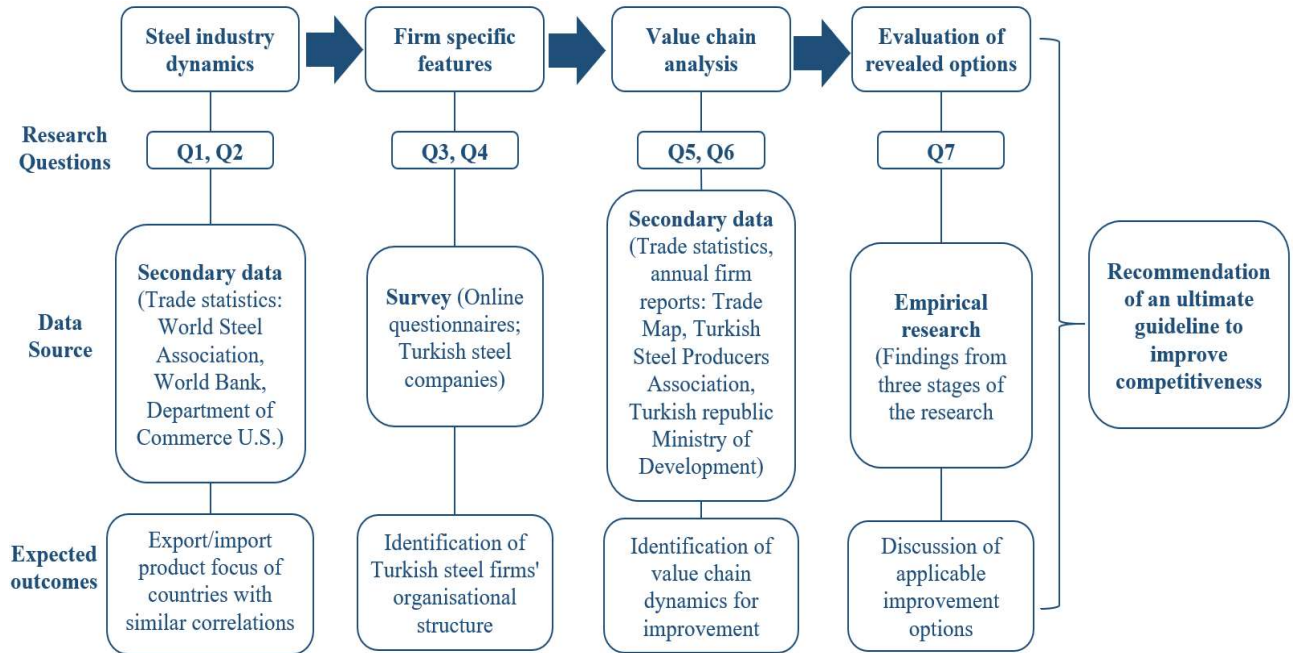 Steel industry
dynamics
Firm specific
features
Value chain
analysis
Evaluation of
revealed options
Research
Questions
Q1, Q2
Q3, Q4
Q5, Q6
Q7
Data
Source
Secondary data
(Trade statistics:
World Steel
Association,
World Bank,
Department of
Commerce U.S.)
Survey (Online
questionnaires;
Turkish steel
companies)
Secondary data
(Trade statistics,
annual firm
reports: Trade
Map, Turkish
Steel Producers
Association,
Turkish republic
Ministry of
Development)
Empirical
research
(Findings from
three stages of
the research
Recommendation
of an ultimate
guideline to
improve
competitiveness
Expected
outcomes
Export/import
product focus of
countries with
similar correlations
Identification of
Turkish steel firms'
organisational
structure
Identification of
value chain
dynamics for
improvement
Discussion of
applicable
improvement
options